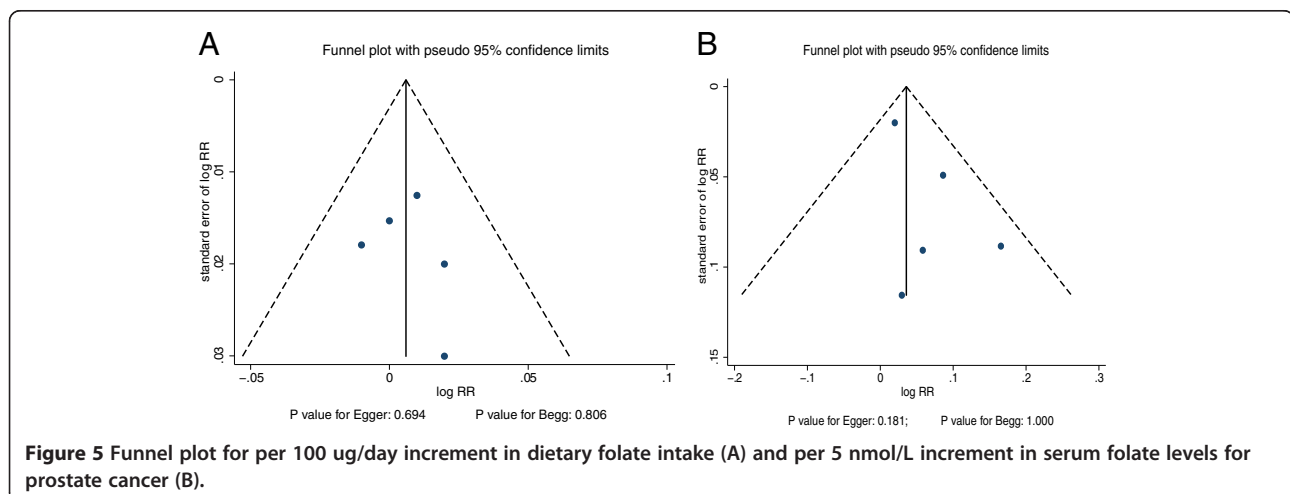 A
Funnel plot with pseudo 95% confidence limits
standard error of log RR
0
.01
.02
.03
-.05
0
.05
.1
log RR
P value for Egger: 0.694 P value for Begg: 0.806
B
Funnel plot with pseudo 95% confidence limits
standard error of log RR
0
.05
.1
.15
-.2
-.1
0
.1
.2
.3
log RR
P value for Egger: 0.181; P value for Begg: 1.000
Figure 5 Funnel plot for per 100 ug/day increment in dietary folate intake (A) and per 5 nmol/L increment in serum folate levels for
prostate cancer (B).